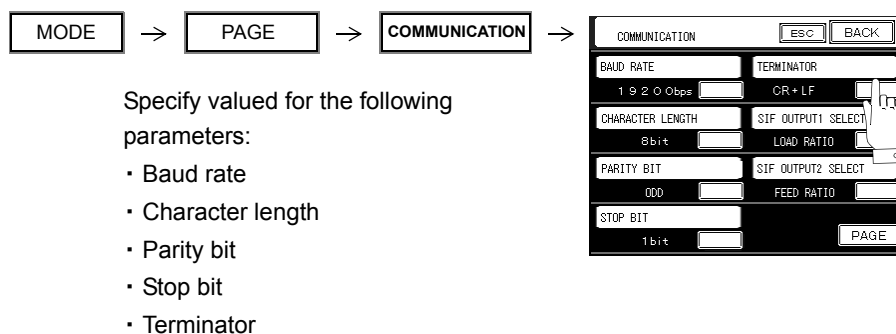 MODE → PAGE → COMMUNICATION →
Specify valued for the following
parameters:
・Baud rate
・Character length
・Parity bit
・Stop bit
・Terminator
COMMUNICATION ESC BACK
BAUD RATE TERMINATOR
19200bps CR+LF
CHARACTER LENGTH SIF OUTPUT1 SELECT
8bit LOAD RATIO
PARITY BIT SIF OUTPUT2 SELECT
ODD FEED RATIO
STOP BIT
1bit PAGE